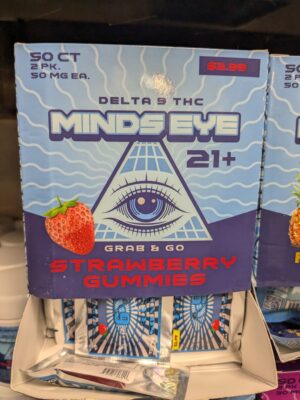 50 CT
2 PK.
50 MG EA.
$3.99
DELTA 9 THC
MINDS EYE
21+
GRAB & GO
STRAWBERRY
GUMMIES